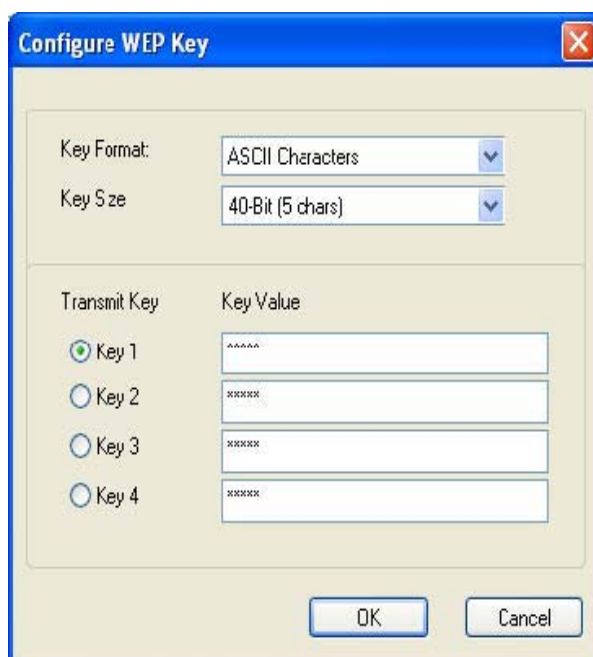 Configure WEP Key
Key Format: ASCII Characters
Key Size 40-Bit (5 chars)
Transmit Key Key Value
Key 1 *****
Key 2 *****
Key 3 *****
Key 4 *****
OK Cancel